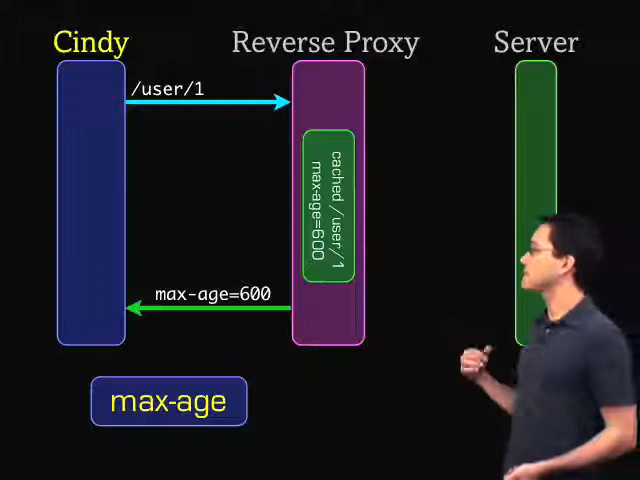 Cindy
Reverse Proxy
Server
/user/1
cached /user/1
max-age=600
max-age=600
max-age